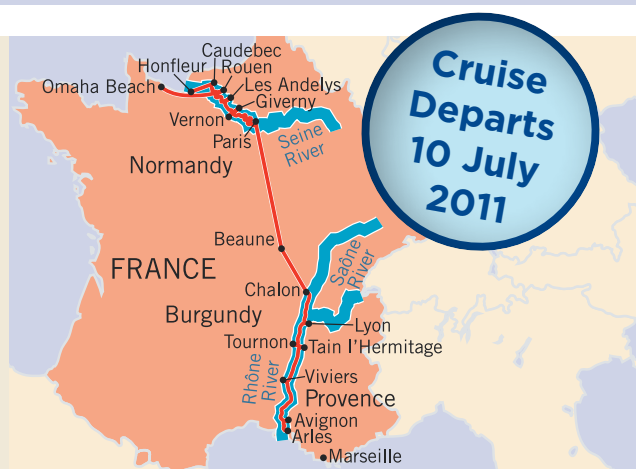 Caudebec
Honfleur
Rouen
Omaha Beach
Les Andelys
Giverny
Vernon
Paris
Seine
River
Normandy
Cruise
Departs
10 July
2011
Beaune
FRANCE
Saône
River
Chalon
Burgundy
Lyon
Tournon
Tain l'Hermitage
Rhône
River
Viviers
Provence
Avignon
Arles
Marseille